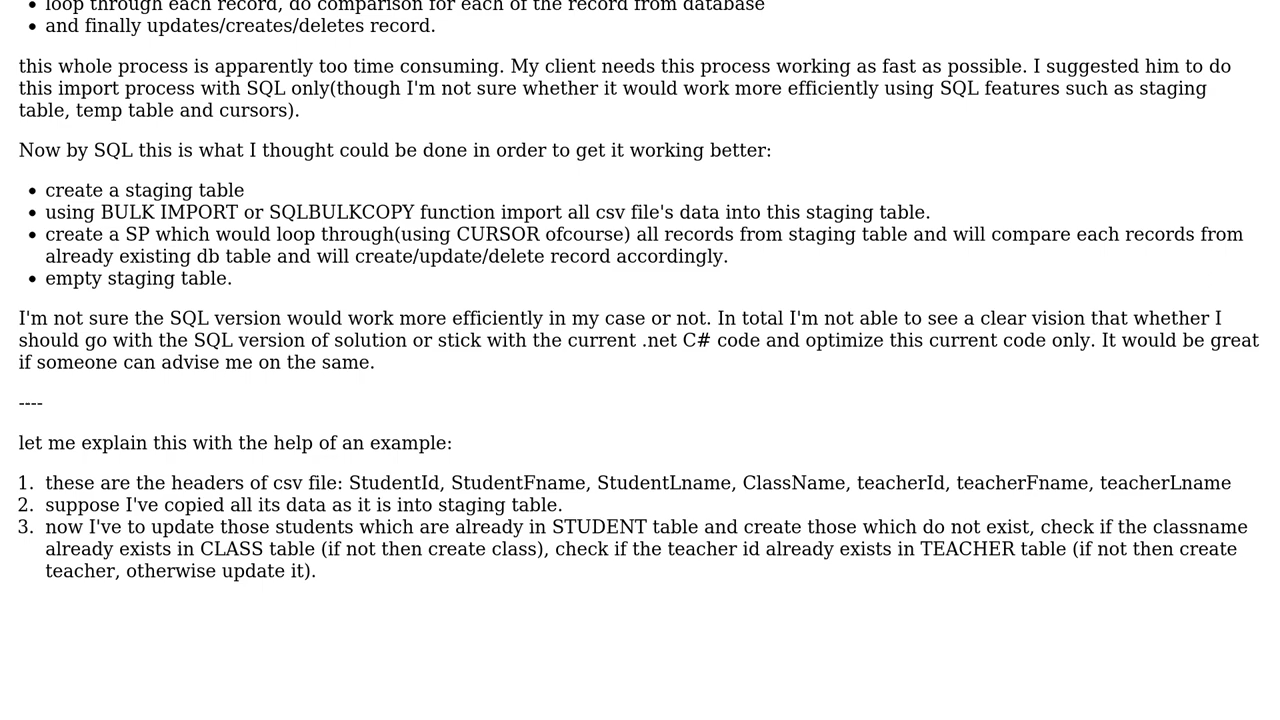 • loop through each record, do comparison for each of the record from database
• and finally updates/creates/deletes record.
this whole process is apparently too time consuming. My client needs this process working as fast as possible. I suggested him to do
this import process with SQL only(though I'm not sure whether it would work more efficiently using SQL features such as staging
table, temp table and cursors).
Now by SQL this is what I thought could be done in order to get it working better:
• create a staging table
• using BULK IMPORT or SQLBULKCOPY function import all csv file's data into this staging table.
• create a SP which would loop through(using CURSOR ofcourse) all records from staging table and will compare each records from
already existing db table and will create/update/delete record accordingly.
• empty staging table.
I'm not sure the SQL version would work more efficiently in my case or not. In total I'm not able to see a clear vision that whether I
should go with the SQL version of solution or stick with the current .net C# code and optimize this current code only. It would be great
if someone can advise me on the same.
----
let me explain this with the help of an example:
1. these are the headers of csv file: StudentId, StudentFname, StudentLname, ClassName, teacherId, teacherFname, teacherLname
2. suppose I've copied all its data as it is into staging table.
3. now I've to update those students which are already in STUDENT table and create those which do not exist, check if the classname
already exists in CLASS table (if not then create class), check if the teacher id already exists in TEACHER table (if not then create
teacher, otherwise update it).